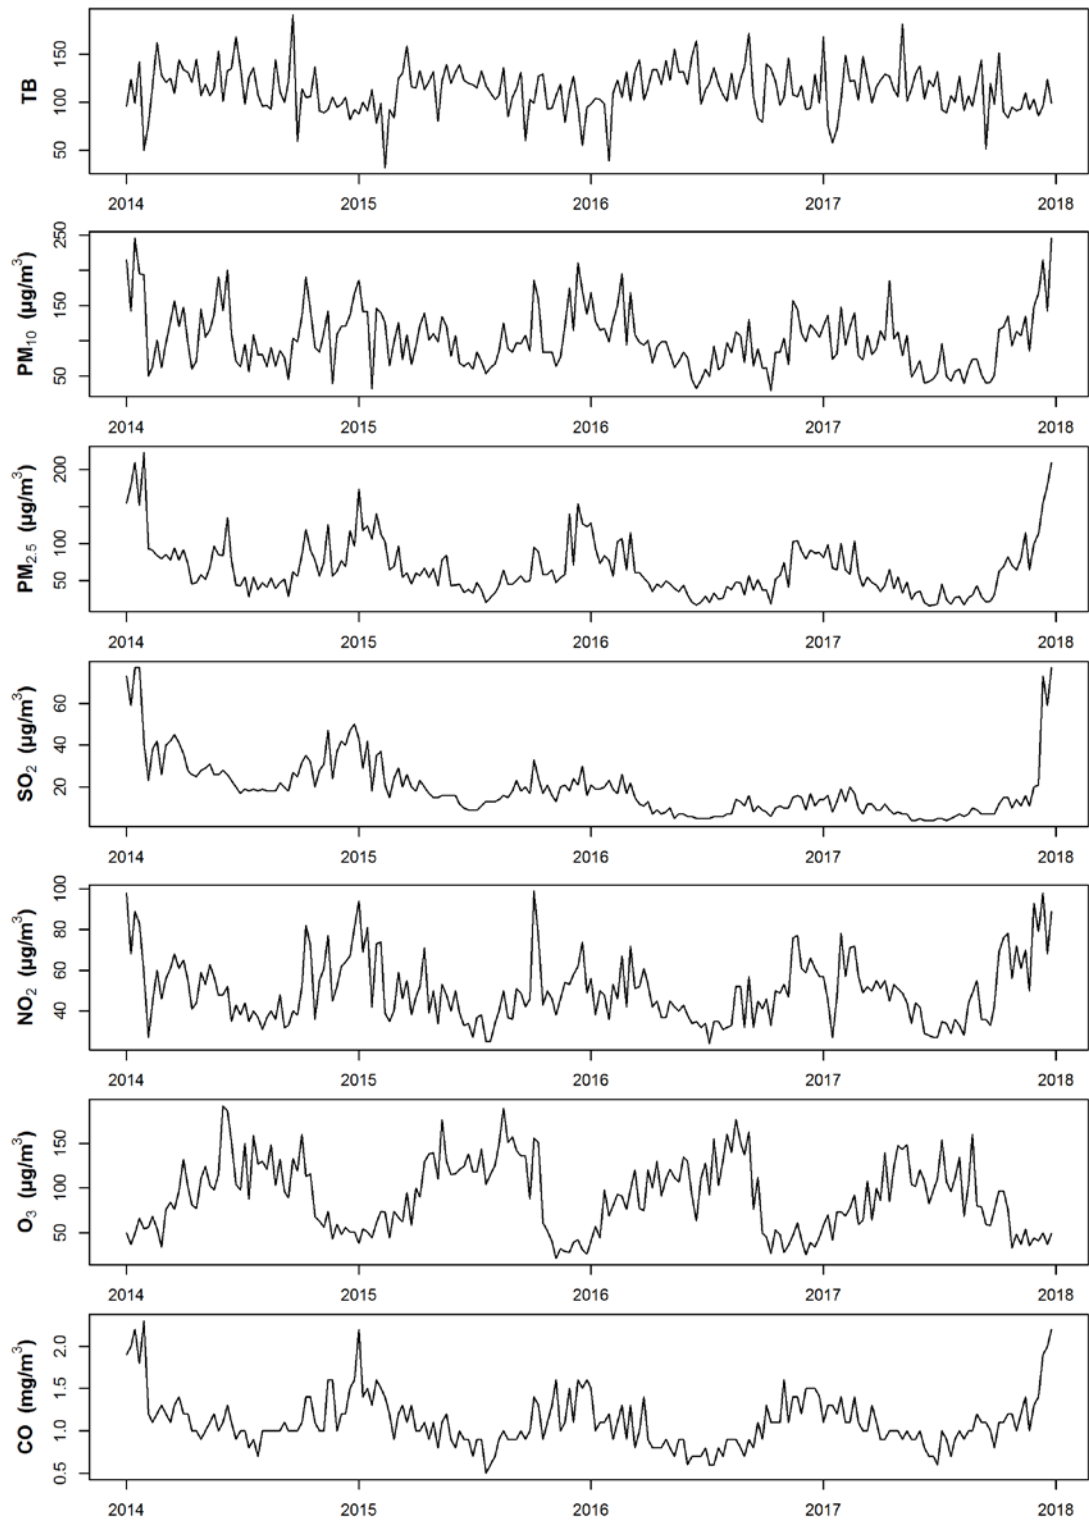 TB
50 100 150
2014 2015 2016 2017 2018
PM₁₀ (µg/m³)
50 150 250
2014 2015 2016 2017 2018
PM₂.₅ (µg/m³)
50 100 200
2014 2015 2016 2017 2018
SO₂ (µg/m³)
20 40 60
2014 2015 2016 2017 2018
NO₂ (µg/m³)
40 60 80 100
2014 2015 2016 2017 2018
O₃ (µg/m³)
50 100 150
2014 2015 2016 2017 2018
CO (mg/m³)
0.5 1.0 1.5 2.0
2014 2015 2016 2017 2018